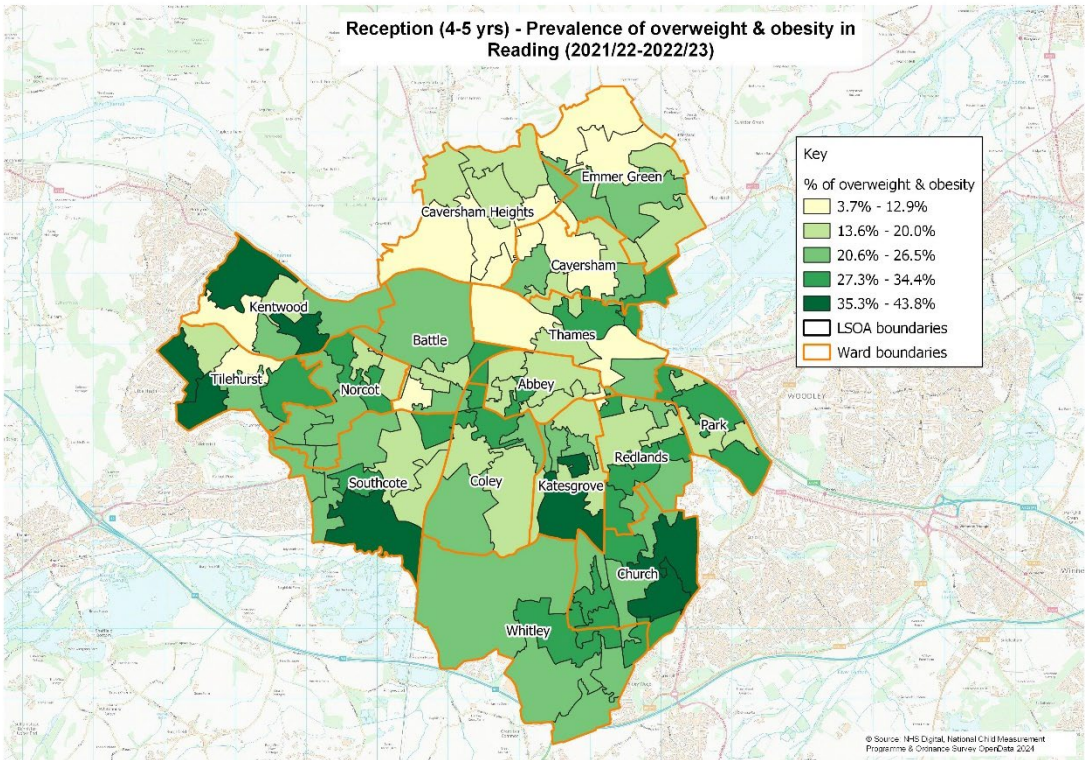 Reception (4-5 yrs) - Prevalence of overweight & obesity in
Reading (2021/22-2022/23)
Key
% of overweight & obesity
3.7% - 12.9%
13.6% - 20.0%
20.6% - 26.5%
27.3% - 34.4%
35.3% - 43.8%
LSOA boundaries
Ward boundaries
Emmer Green
Caversham Heights
Caversham
Kentwood
Thames
Battle
Tilehurst
Norcot
Abbey
WOODLEY
Park
Redlands
Southcote
Coley
Katesgrove
Church
Whitley
© Source: NHS Digital, National Child Measurement
Programme & Ordnance Survey OpenData 2024